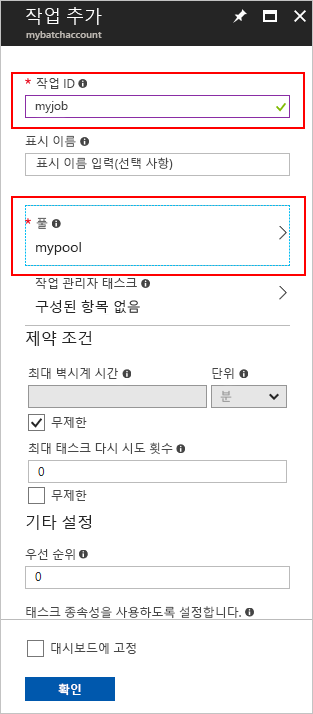 작업 추가
mybatchaccount
* 작업 ID
myjob
표시 이름
표시 이름 입력(선택 사항)
* 풀
mypool
작업 관리자 태스크
구성된 항목 없음
제약 조건
최대 벽시계 시간 단위
분
무제한
최대 태스크 다시 시도 횟수
0
무제한
기타 설정
우선 순위
0
태스크 종속성을 사용하도록 설정합니다.
대시보드에 고정
확인